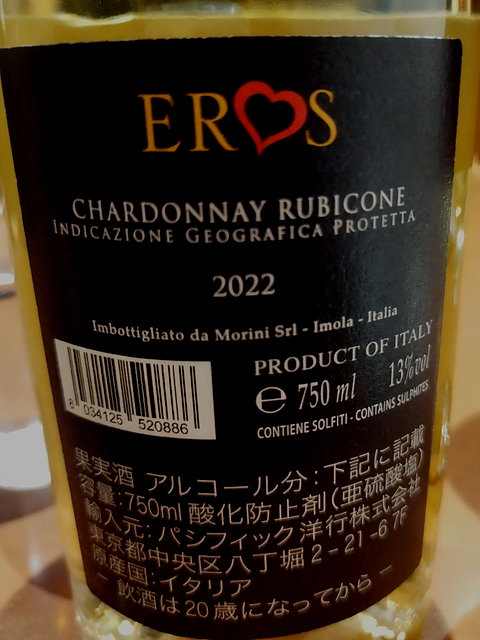 EROS
CHARDONNAY RUBICONE
INDICAZIONE GEOGRAFICA PROTETTA
2022
Imbottigliato da Morini Srl - Imola - Italia
PRODUCT OF ITALY
℮ 750 ml 13%vol
CONTIENE SOLFITI - CONTAINS SULPHITES
8 034125 520886
果実酒 アルコール分:下記に記載
容量:750ml 酸化防止剤(亜硫酸塩)
輸入元:パシフィック洋行株式会社
東京都中央区八丁堀2-21-6 7F
原産国:イタリア
- 飲酒は20歳になってから -